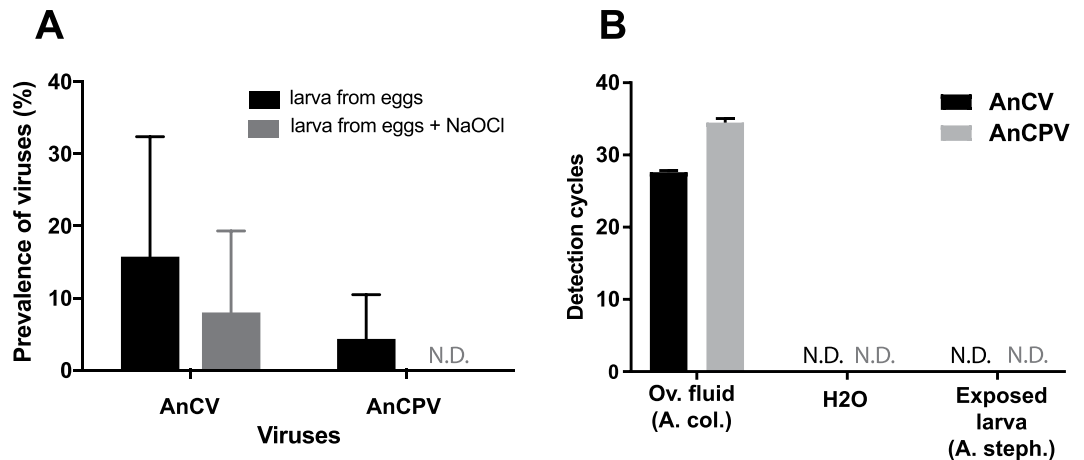 A
Prevalence of viruses (%)
40
30
20
10
0
larva from eggs
larva from eggs + NaOCl
N.D.
AnCV
AnCPV
Viruses
B
Detection cycles
40
30
20
10
0
AnCV
AnCPV
N.D. N.D.
N.D. N.D.
Ov. fluid
(A. col.)
H2O
Exposed
larva
(A. steph.)